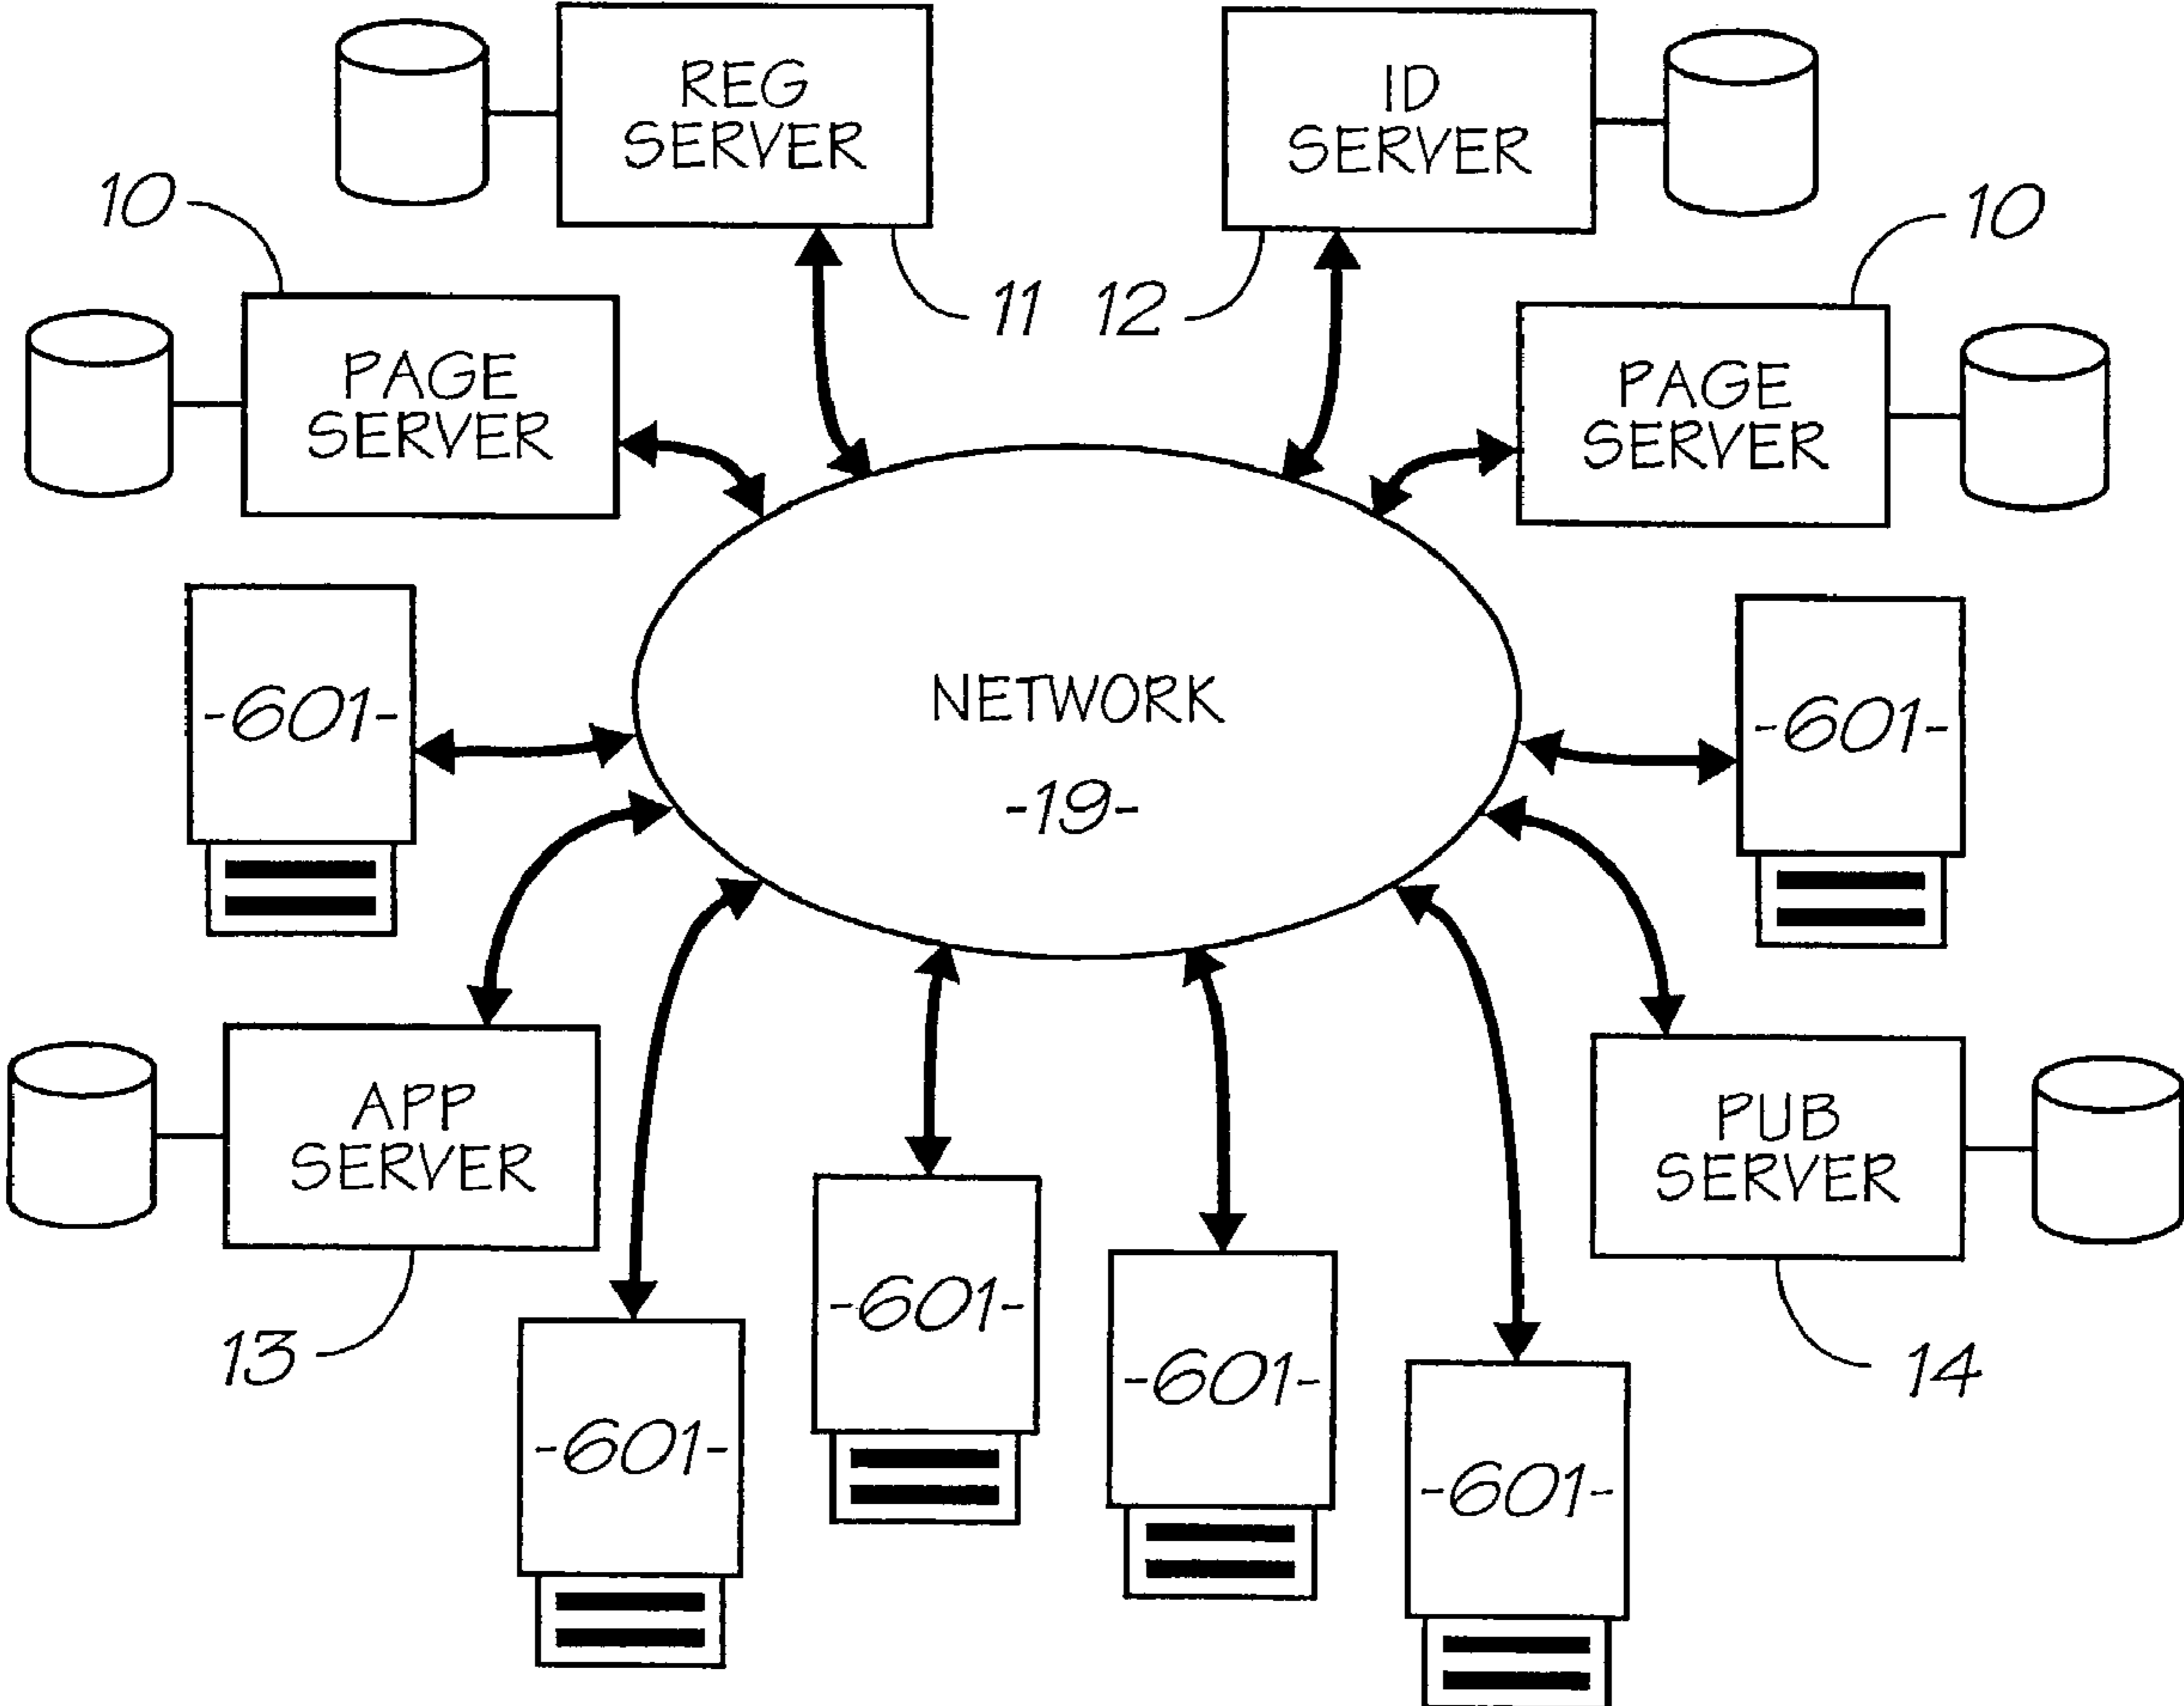 REG
SERVER
ID
SERVER
10
10
11
12
PAGE
SERVER
PAGE
SERVER
-601-
NETWORK
-19-
-601-
APP
SERVER
PUB
SERVER
13
-601-
-601-
-601-
-601-
14